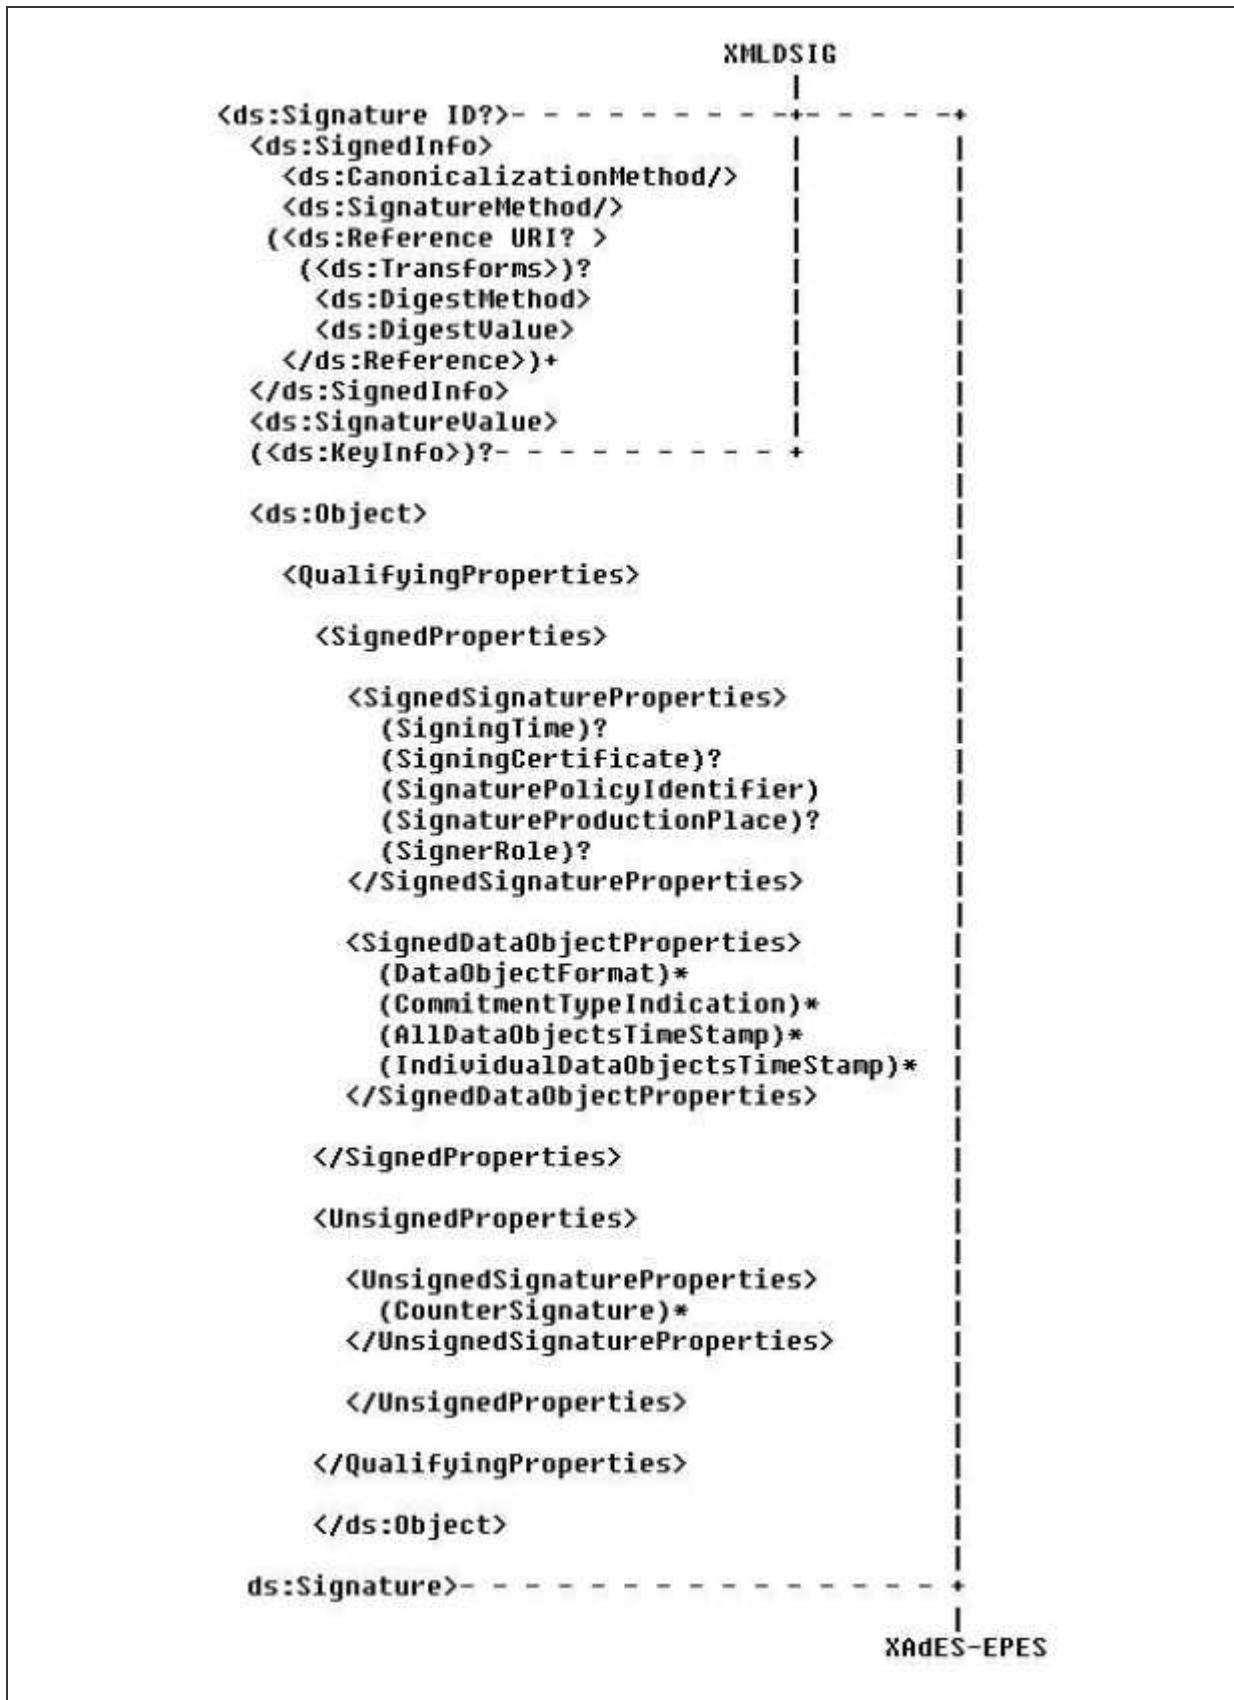 XMLDSIG
|
<ds:Signature ID?>- - - - - - - - -+- - - - -+
<ds:SignedInfo> | |
<ds:CanonicalizationMethod/> | |
<ds:SignatureMethod/> | |
(<ds:Reference URI? > | |
(<ds:Transforms>)? | |
<ds:DigestMethod> | |
<ds:DigestValue> | |
</ds:Reference>)+ | |
</ds:SignedInfo> | |
<ds:SignatureValue> | |
(<ds:KeyInfo>)?- - - - - - - - - + |
<ds:Object> |
<QualifyingProperties> |
<SignedProperties> |
<SignedSignatureProperties> |
(SigningTime)? |
(SigningCertificate)? |
(SignaturePolicyIdentifier) |
(SignatureProductionPlace)? |
(SignerRole)? |
</SignedSignatureProperties> |
<SignedDataObjectProperties> |
(DataObjectFormat)* |
(CommitmentTypeIndication)* |
(AllDataObjectsTimeStamp)* |
(IndividualDataObjectsTimeStamp)* |
</SignedDataObjectProperties> |
</SignedProperties> |
<UnsignedProperties> |
<UnsignedSignatureProperties> |
(CounterSignature)* |
</UnsignedSignatureProperties> |
</UnsignedProperties> |
</QualifyingProperties> |
</ds:Object> |
ds:Signature>- - - - - - - - - - - - - - - +
|
XAdES-EPES